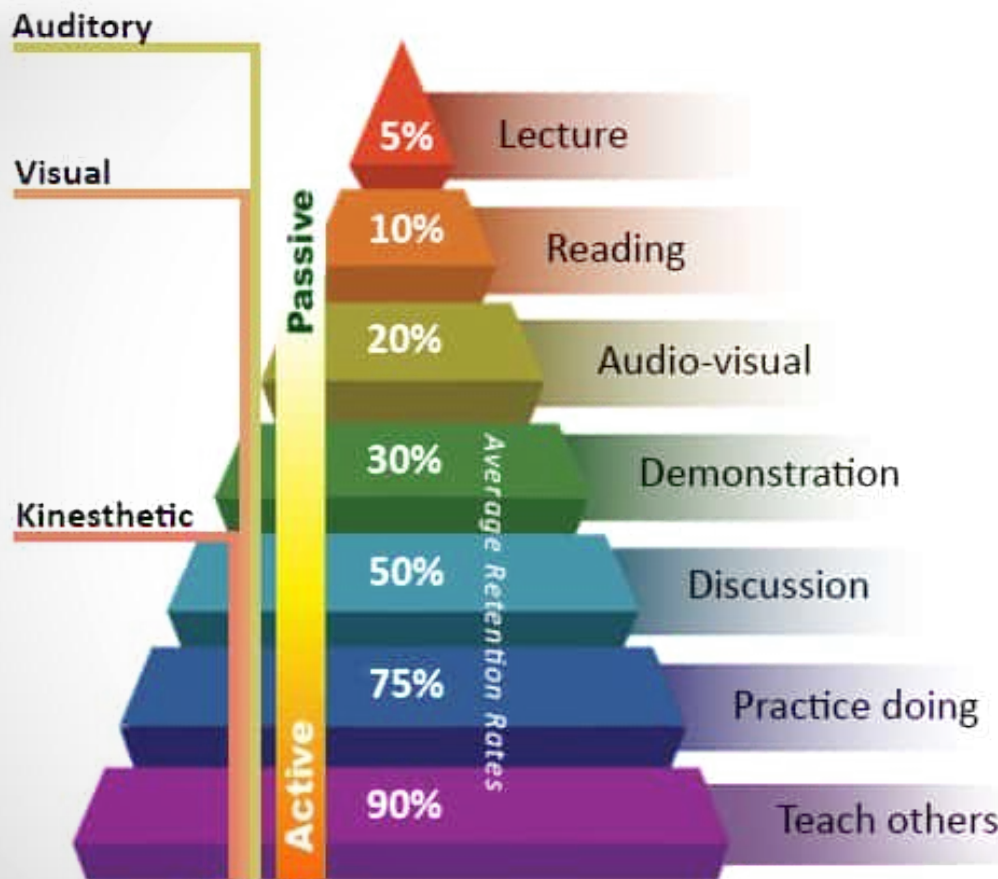 Auditory
Visual
Kinesthetic
Passive
Active
5%
Lecture
10%
Reading
20%
Audio-visual
30%
Demonstration
50%
Discussion
75%
Practice doing
90%
Teach others
Average Retention Rates